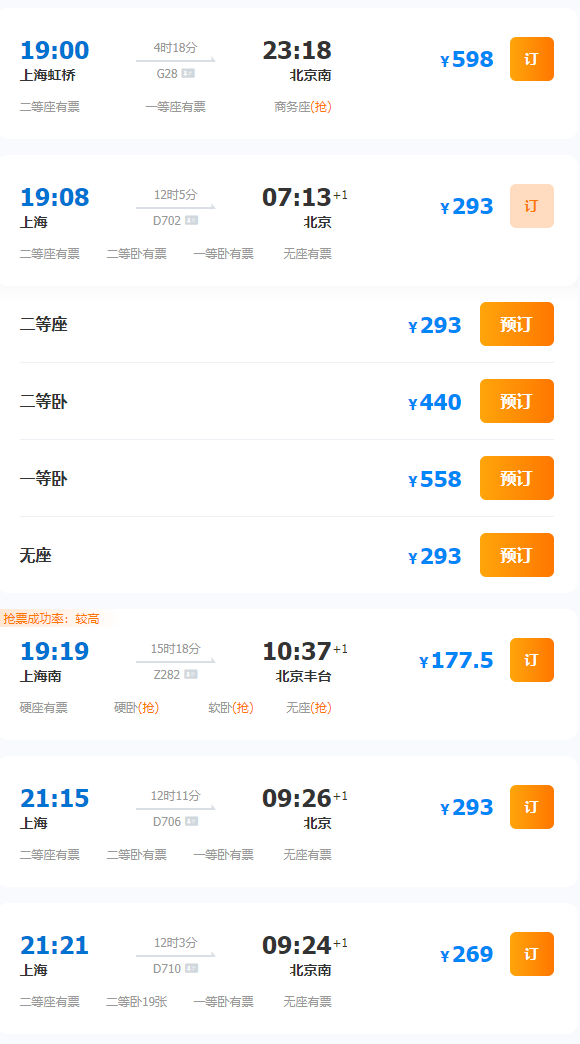 19:00 4时18分 23:18 ¥598 订
上海虹桥 G28 北京南
二等座有票 一等座有票 商务座(抢)
19:08 12时5分 07:13+1 ¥293 订
上海 D702 北京
二等座有票 二等卧有票 一等卧有票 无座有票
二等座 ¥293 预订
二等卧 ¥440 预订
一等卧 ¥558 预订
无座 ¥293 预订
抢票成功率：较高
19:19 15时18分 10:37+1 ¥177.5 订
上海南 Z282 北京丰台
硬座有票 硬卧(抢) 软卧(抢) 无座(抢)
21:15 12时11分 09:26+1 ¥293 订
上海 D706 北京
二等座有票 二等卧有票 一等卧有票 无座有票
21:21 12时3分 09:24+1 ¥269 订
上海 D710 北京南
二等座有票 二等卧19张 一等卧有票 无座有票